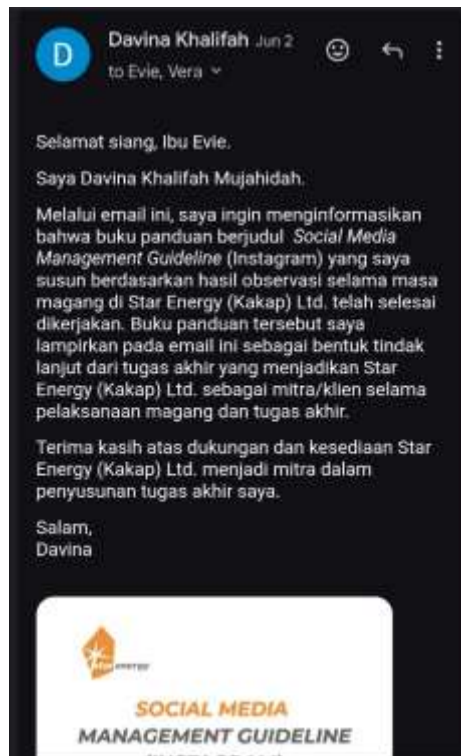 D
Davina Khalifah Jun 2
to Evie, Vera
Selamat siang, Ibu Evie.
Saya Davina Khalifah Mujahidah.
Melalui email ini, saya ingin menginformasikan
bahwa buku panduan berjudul Social Media
Management Guideline (Instagram) yang saya
susun berdasarkan hasil observasi selama masa
magang di Star Energy (Kakap) Ltd. telah selesai
dikerjakan. Buku panduan tersebut saya
lampirkan pada email ini sebagai bentuk tindak
lanjut dari tugas akhir yang menjadikan Star
Energy (Kakap) Ltd. sebagai mitra/klien selama
pelaksanaan magang dan tugas akhir.
Terima kasih atas dukungan dan kesediaan Star
Energy (Kakap) Ltd. menjadi mitra dalam
penyusunan tugas akhir saya.
Salam,
Davina
star energy
SOCIAL MEDIA
MANAGEMENT GUIDELINE